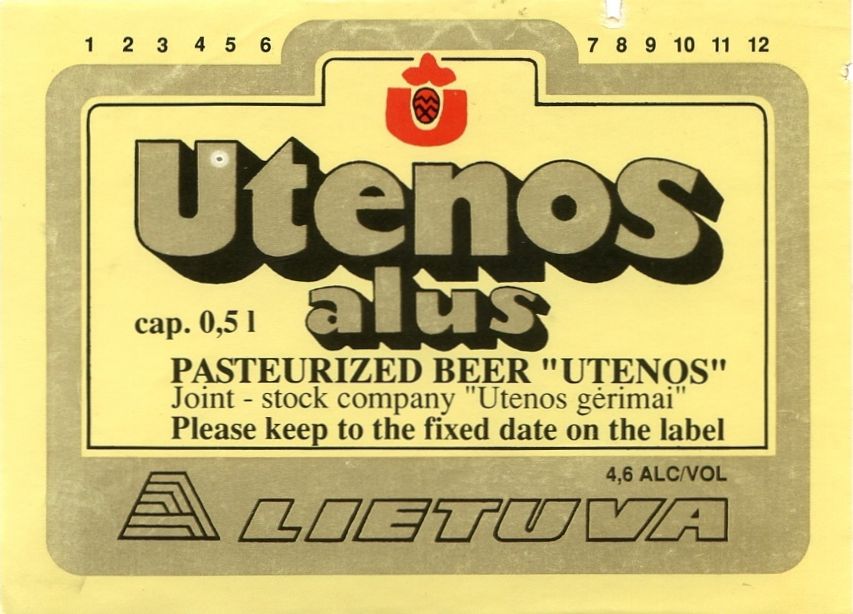 1 2 3 4 5 6 7 8 9 10 11 12
Utenos
alus
cap. 0,5 l
PASTEURIZED BEER "UTENOS"
Joint - stock company "Utenos gėrimai"
Please keep to the fixed date on the label
4,6 ALC/VOL
LIETUVA